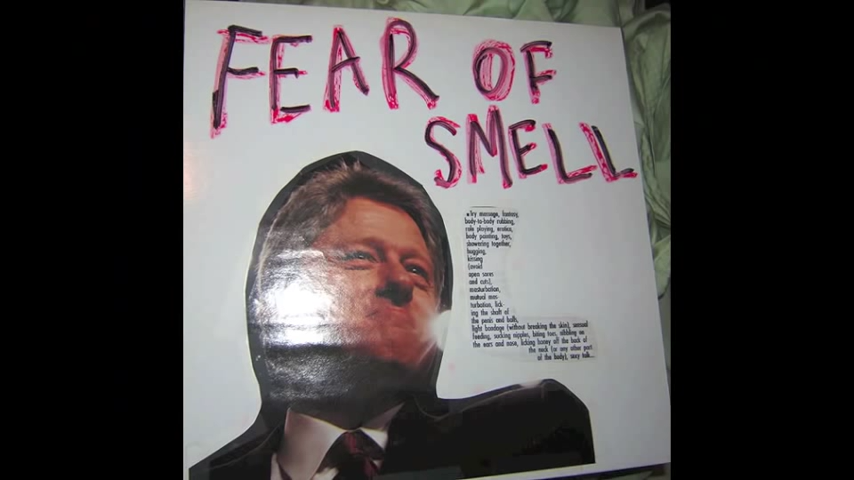 FEAR OF
SMELL
•Try massage, fantasy,
body-to-body rubbing,
role playing, erotica,
body painting, toys,
showering together,
hugging,
kissing
(avoid
open sores
and cuts),
masturbation,
mutual mas
turbation, lick
ing the shaft of
the penis and balls,
light bondage (without breaking the skin), sensual
feeding, sucking nipples, biting toes, nibbling on
the ears and nose, licking honey off the back of
the neck (or any other part
of the body), sexy talk...